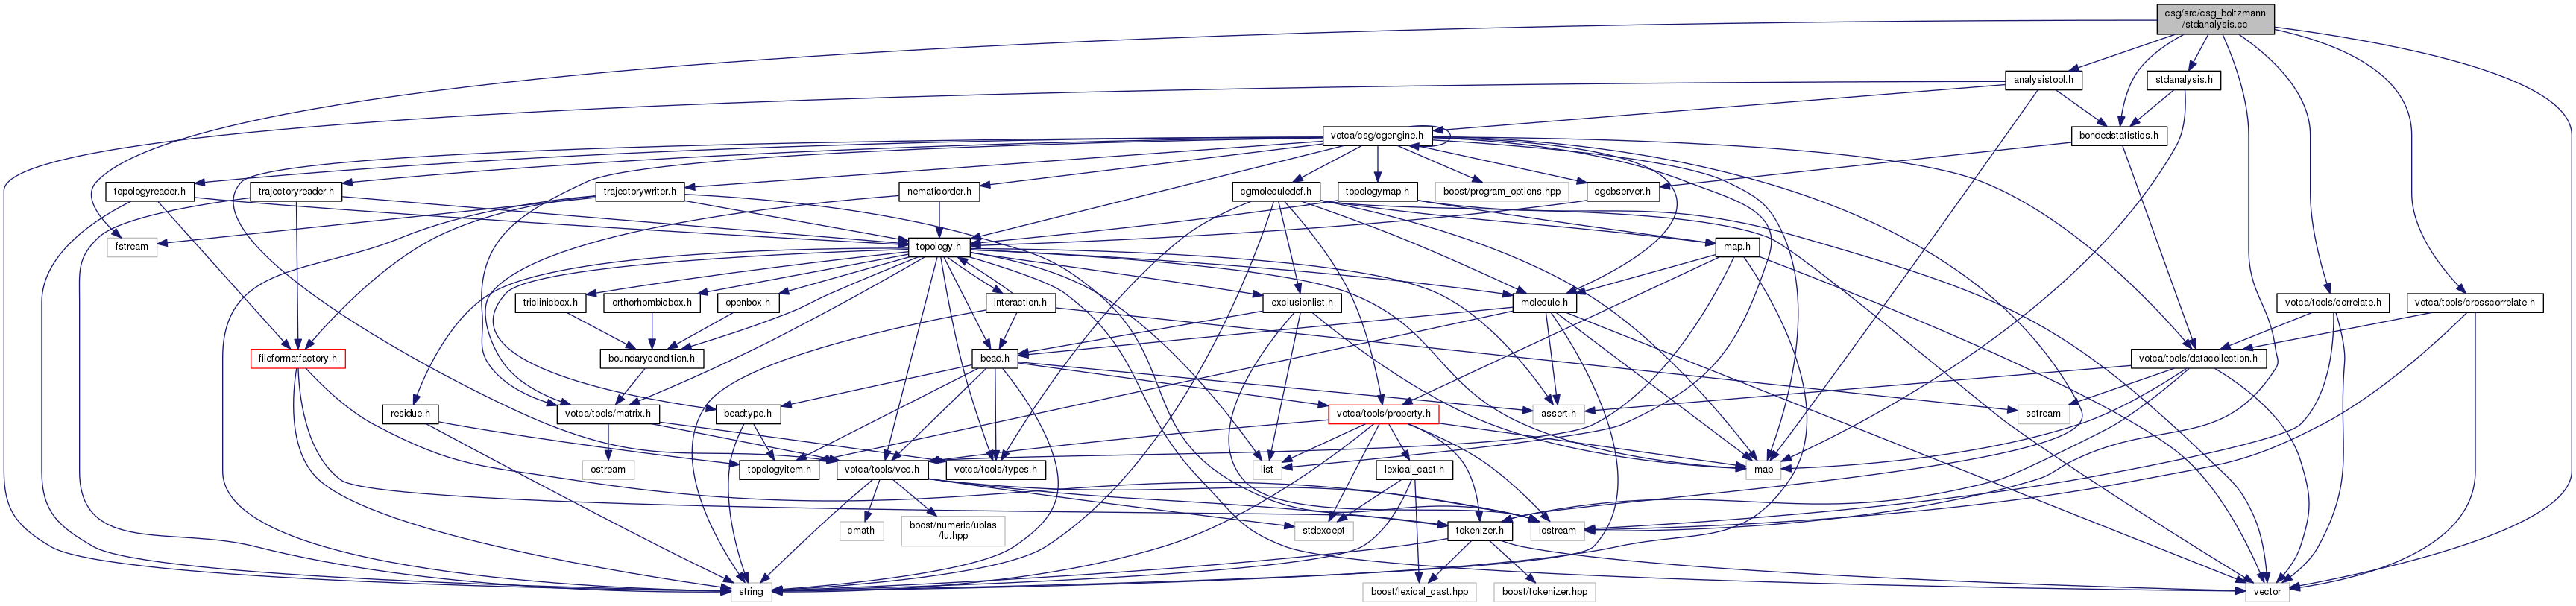 csg/src/csg_boltzmann
/stdanalysis.cc
analysistool.h
stdanalysis.h
votca/csg/cgengine.h
bondedstatistics.h
topologyreader.h
trajectoryreader.h
trajectorywriter.h
nematicorder.h
cgmoleculedef.h
topologymap.h
boost/program_options.hpp
cgobserver.h
fstream
topology.h
map.h
triclinicbox.h
orthorhombicbox.h
openbox.h
interaction.h
exclusionlist.h
molecule.h
votca/tools/correlate.h
votca/tools/crosscorrelate.h
fileformatfactory.h
boundarycondition.h
bead.h
votca/tools/datacollection.h
residue.h
votca/tools/matrix.h
beadtype.h
votca/tools/property.h
assert.h
sstream
ostream
topologyitem.h
votca/tools/vec.h
votca/tools/types.h
list
lexical_cast.h
map
cmath
boost/numeric/ublas
/lu.hpp
stdexcept
tokenizer.h
iostream
string
boost/lexical_cast.hpp
boost/tokenizer.hpp
vector